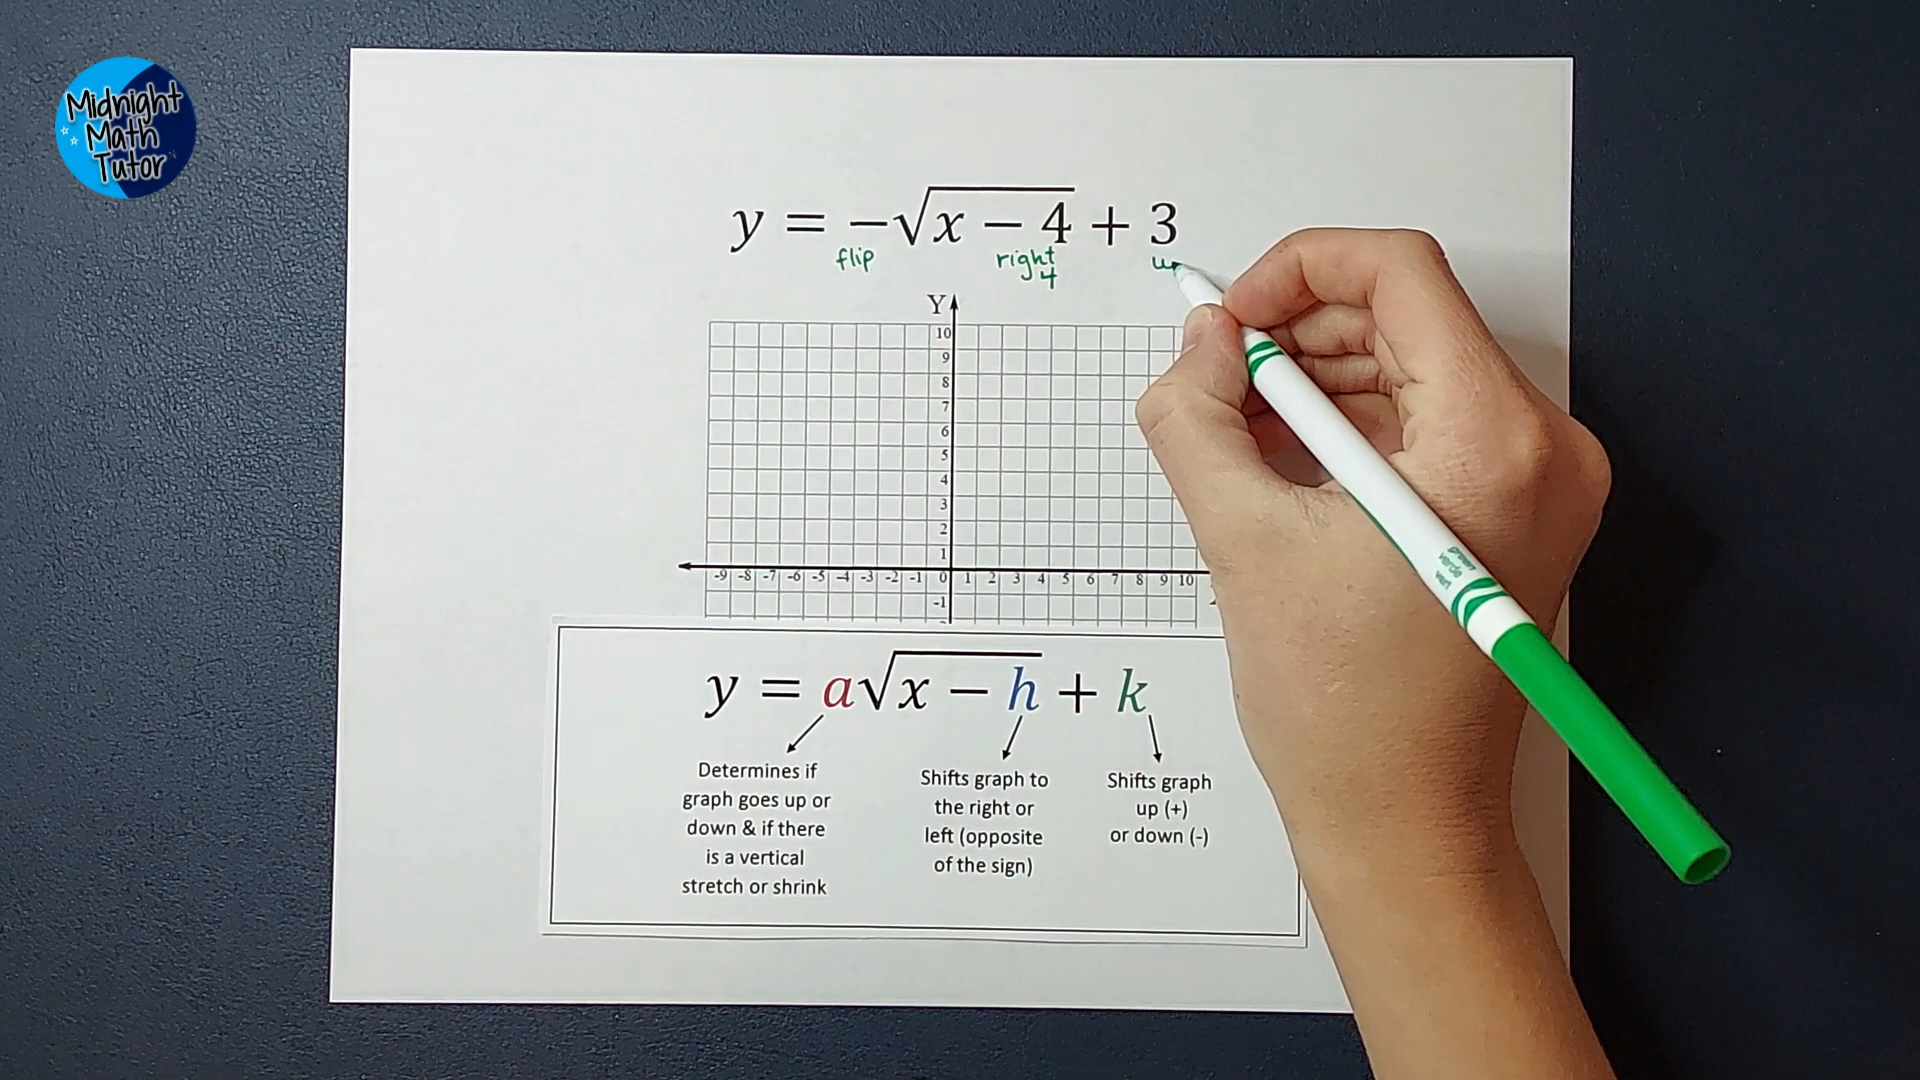 Midnight
Math
Tutor
y = -√(x - 4) + 3
flip right
4
Y
10
9
8
7
6
5
4
3
2
1
-9 -8 -7 -6 -5 -4 -3 -2 -1 0 1 2 3 4 5 6 7 8 9 10
-1
y = a√(x - h) + k
Determines if
graph goes up or
down & if there
is a vertical
stretch or shrink
Shifts graph to
the right or
left (opposite
of the sign)
Shifts graph
up (+)
or down (-)
green
verde
vert